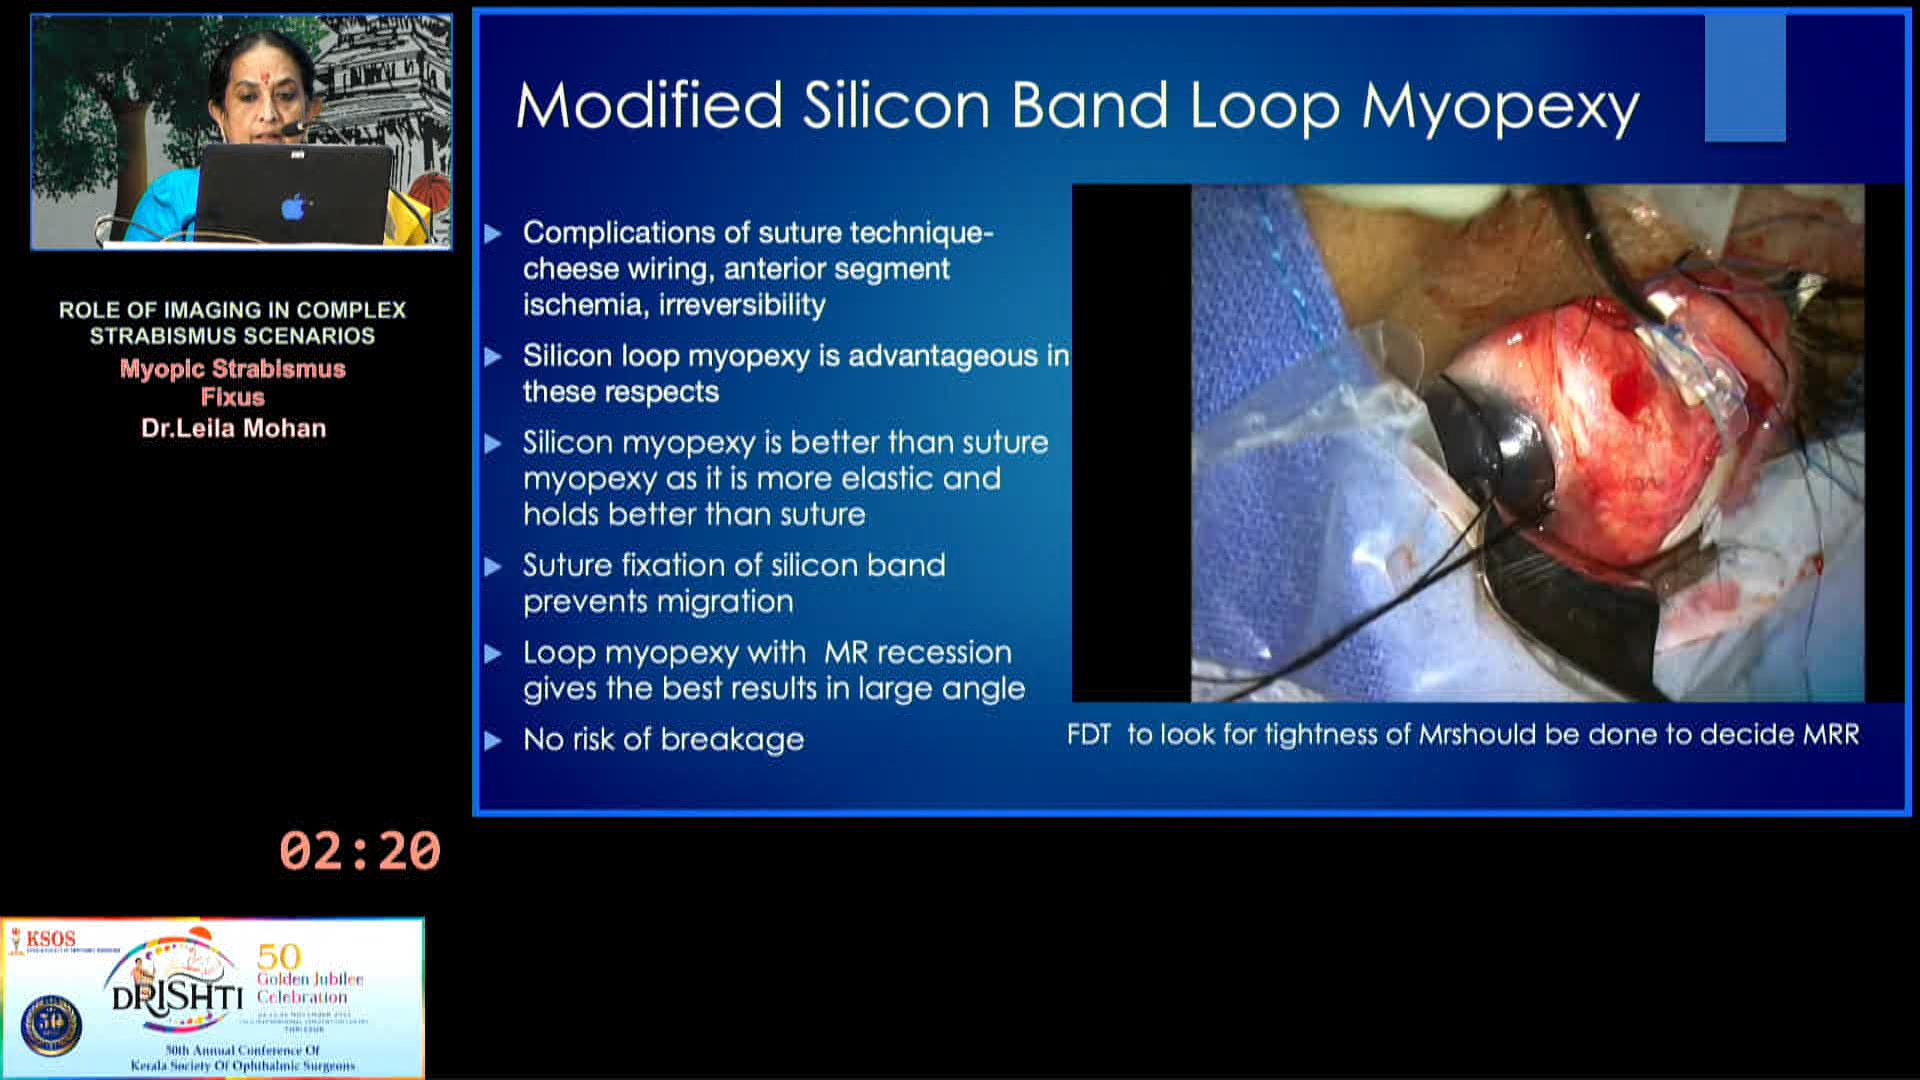 ROLE OF IMAGING IN COMPLEX
STRABISMUS SCENARIOS
Myopic Strabismus
Fixus
Dr.Leila Mohan
02:20
KSOS
DRISHTI
50
Golden Jubilee
Celebration
THRISSUR
50th Annual Conference Of
Kerala Society Of Ophthalmic Surgeons
Modified Silicon Band Loop Myopexy
Complications of suture technique-
cheese wiring, anterior segment
ischemia, irreversibility
Silicon loop myopexy is advantageous in
these respects
Silicon myopexy is better than suture
myopexy as it is more elastic and
holds better than suture
Suture fixation of silicon band
prevents migration
Loop myopexy with MR recession
gives the best results in large angle
No risk of breakage
FDT to look for tightness of Mrshould be done to decide MRR